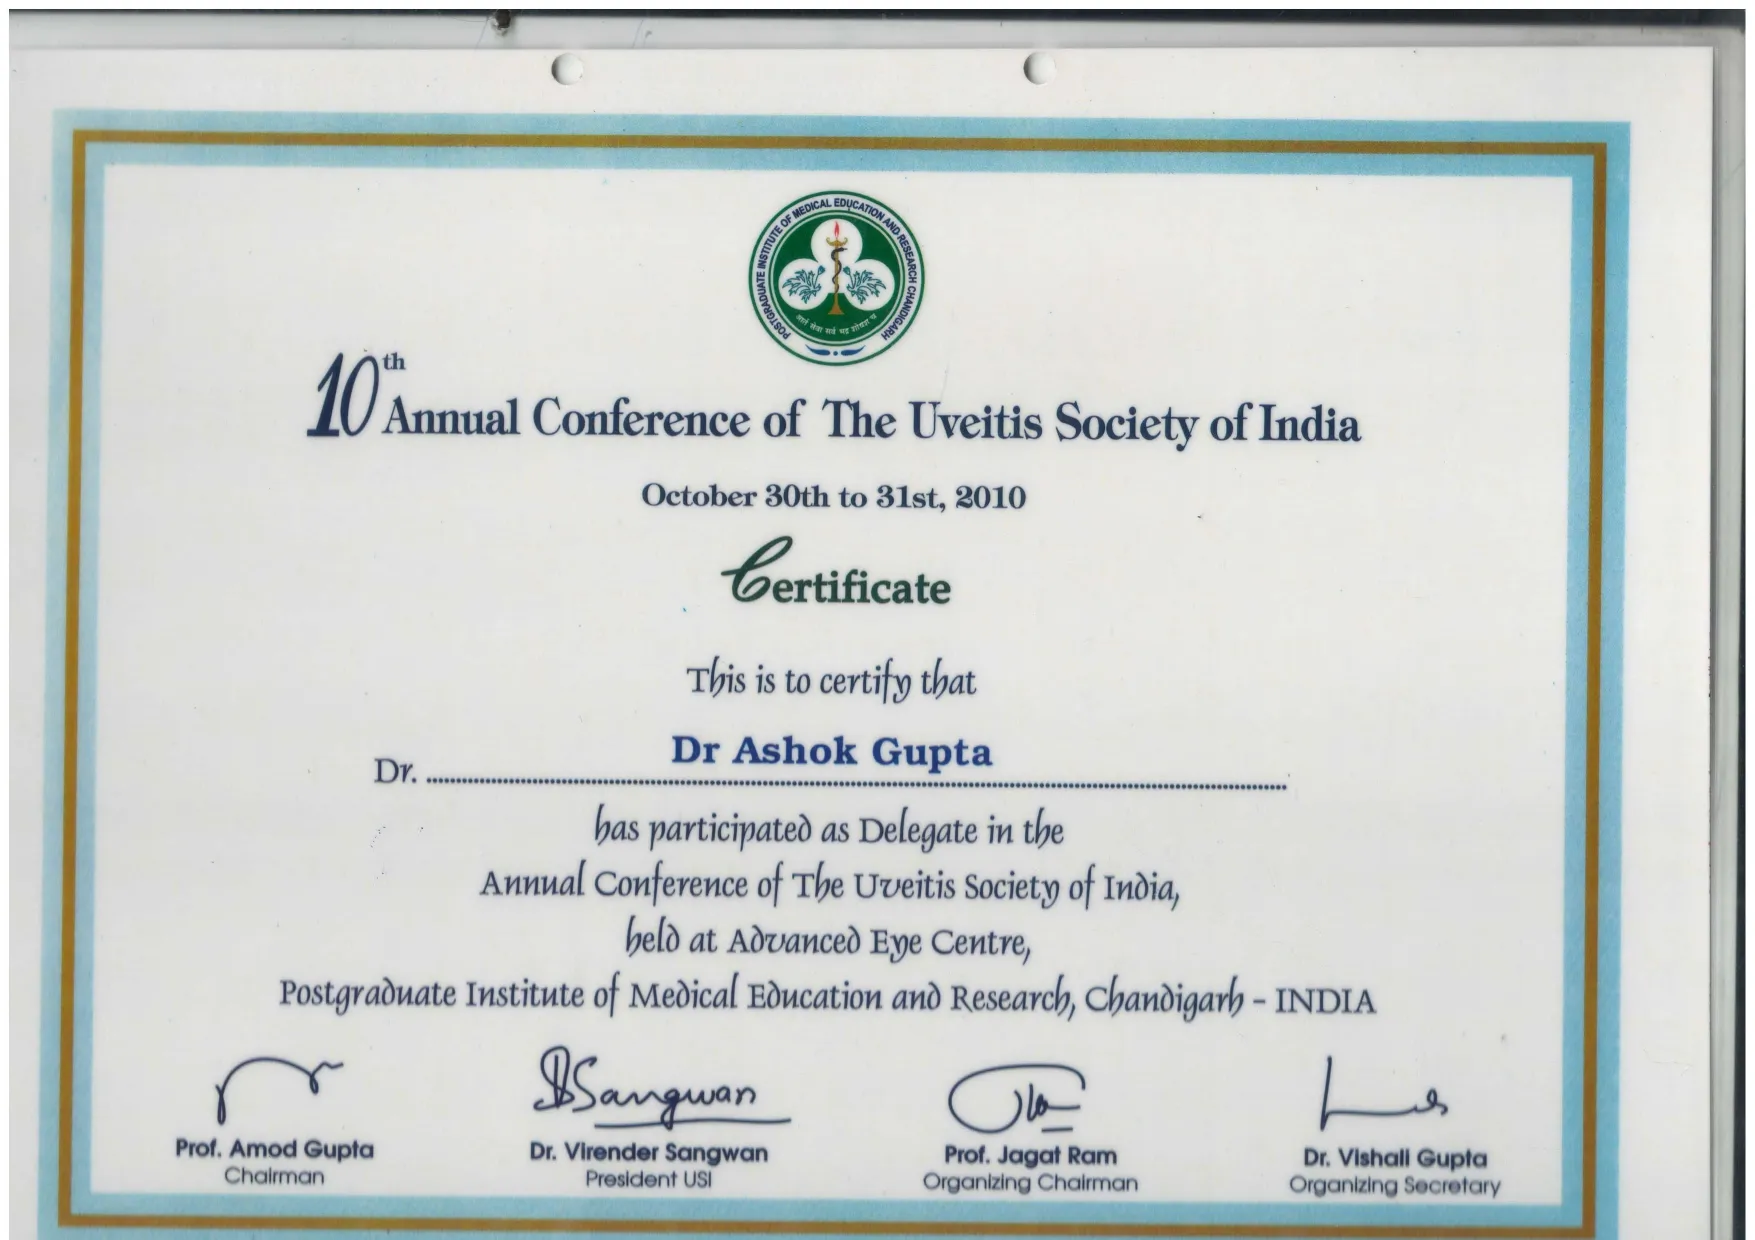 POSTGRADUATE INSTITUTE OF MEDICAL EDUCATION AND RESEARCH CHANDIGARH
10th Annual Conference of The Uveitis Society of India
October 30th to 31st, 2010
Certificate
This is to certify that
Dr Ashok Gupta
Dr.
has participated as Delegate in the
Annual Conference of The Uveitis Society of India,
held at Advanced Eye Centre,
Postgraduate Institute of Medical Education and Research, Chandigarh - INDIA
Sangwan
Prof. Amod Gupta Dr. Virender Sangwan Prof. Jagat Ram Dr. Vishali Gupta
Chairman President USI Organizing Chairman Organizing Secretary